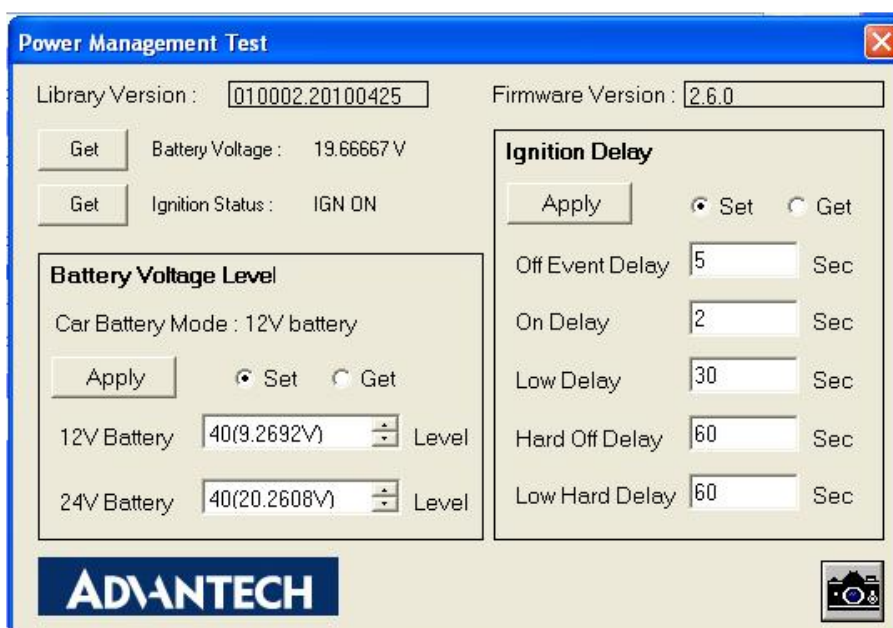 Power Management Test
Library Version : 010002.20100425
Firmware Version : 2.6.0
Get Battery Voltage : 19.66667 V
Get Ignition Status : IGN ON
Battery Voltage Level
Car Battery Mode : 12V battery
Apply Set Get
12V Battery 40(9.2692V) Level
24V Battery 40(20.2608V) Level
Ignition Delay
Apply Set Get
Off Event Delay 5 Sec
On Delay 2 Sec
Low Delay 30 Sec
Hard Off Delay 60 Sec
Low Hard Delay 60 Sec
ADVANTECH